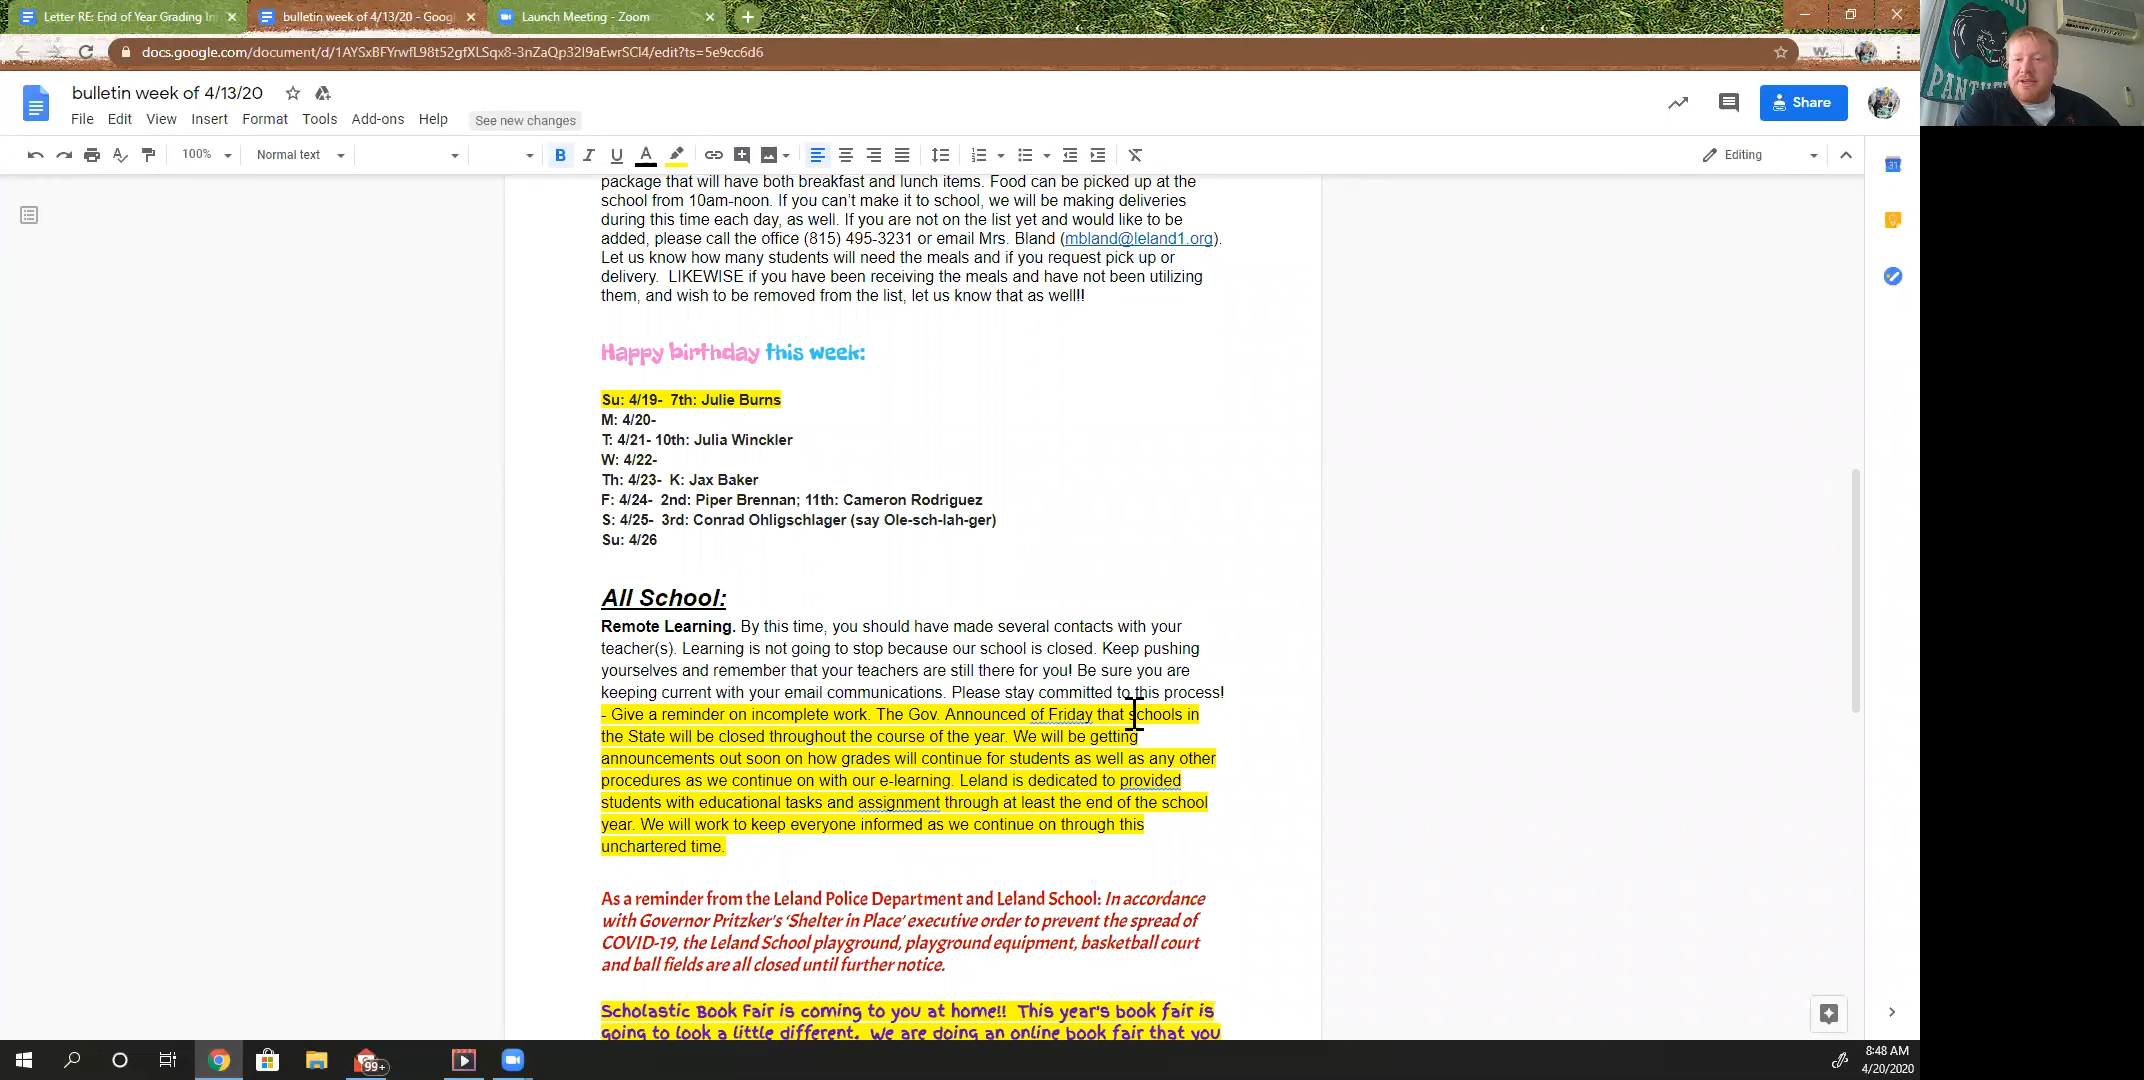 Letter RE: End of Year Grading In
bulletin week of 4/13/20 - Goog
Launch Meeting - Zoom
docs.google.com/document/d/1AYSxBFYrwfL98t52gfXLSqx8-3nZaQp32I9aEwrSCl4/edit?ts=5e9cc6d6
W.
bulletin week of 4/13/20
Share
File Edit View Insert Format Tools Add-ons Help See new changes
100% Normal text B I U A Editing
package that will have both breakfast and lunch items. Food can be picked up at the
school from 10am-noon. If you can't make it to school, we will be making deliveries
during this time each day, as well. If you are not on the list yet and would like to be
added, please call the office (815) 495-3231 or email Mrs. Bland (mbland@leland1.org).
Let us know how many students will need the meals and if you request pick up or
delivery.  LIKEWISE if you have been receiving the meals and have not been utilizing
them, and wish to be removed from the list, let us know that as well!!
Happy birthday this week:
Su: 4/19-  7th: Julie Burns
M: 4/20-
T: 4/21- 10th: Julia Winckler
W: 4/22-
Th: 4/23-  K: Jax Baker
F: 4/24-  2nd: Piper Brennan; 11th: Cameron Rodriguez
S: 4/25-  3rd: Conrad Ohligschlager (say Ole-sch-lah-ger)
Su: 4/26
All School:
Remote Learning. By this time, you should have made several contacts with your
teacher(s). Learning is not going to stop because our school is closed. Keep pushing
yourselves and remember that your teachers are still there for you! Be sure you are
keeping current with your email communications. Please stay committed to this process!
- Give a reminder on incomplete work. The Gov. Announced of Friday that schools in
the State will be closed throughout the course of the year. We will be getting
announcements out soon on how grades will continue for students as well as any other
procedures as we continue on with our e-learning. Leland is dedicated to provided
students with educational tasks and assignment through at least the end of the school
year. We will work to keep everyone informed as we continue on through this
unchartered time.
As a reminder from the Leland Police Department and Leland School: In accordance
with Governor Pritzker's 'Shelter in Place' executive order to prevent the spread of
COVID-19, the Leland School playground, playground equipment, basketball court
and ball fields are all closed until further notice.
Scholastic Book Fair is coming to you at home!!  This year's book fair is
going to look a little different.  We are doing an online book fair that you
31
99+
8:48 AM
4/20/2020
PANTHE